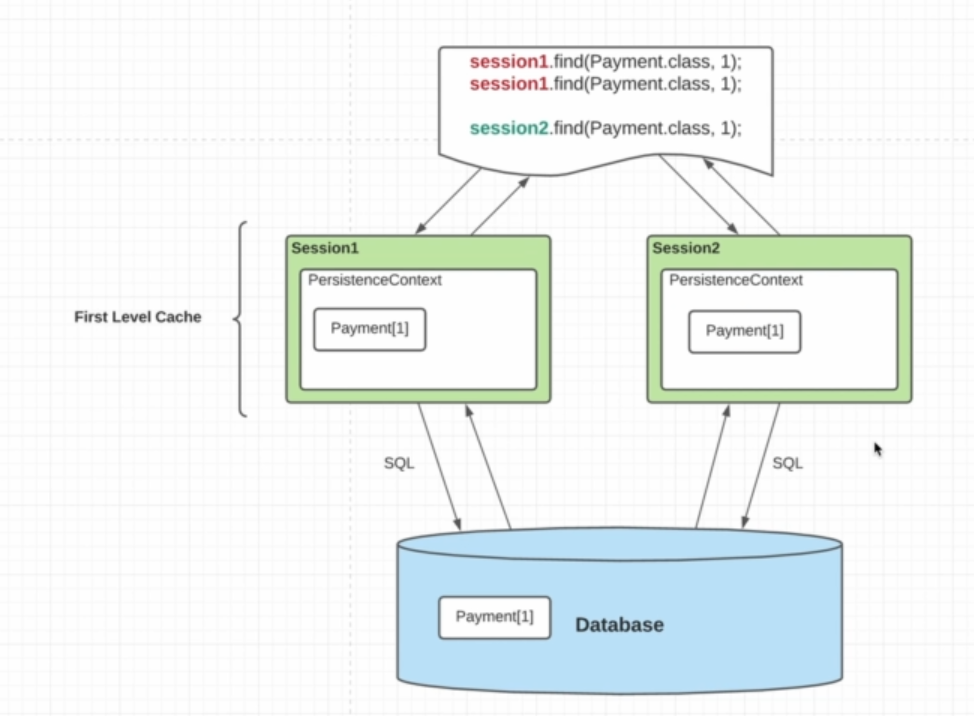 session1.find(Payment.class, 1);
session1.find(Payment.class, 1);
session2.find(Payment.class, 1);
Session1
PersistenceContext
Payment[1]
Session2
PersistenceContext
Payment[1]
First Level Cache
SQL
SQL
Payment[1]
Database